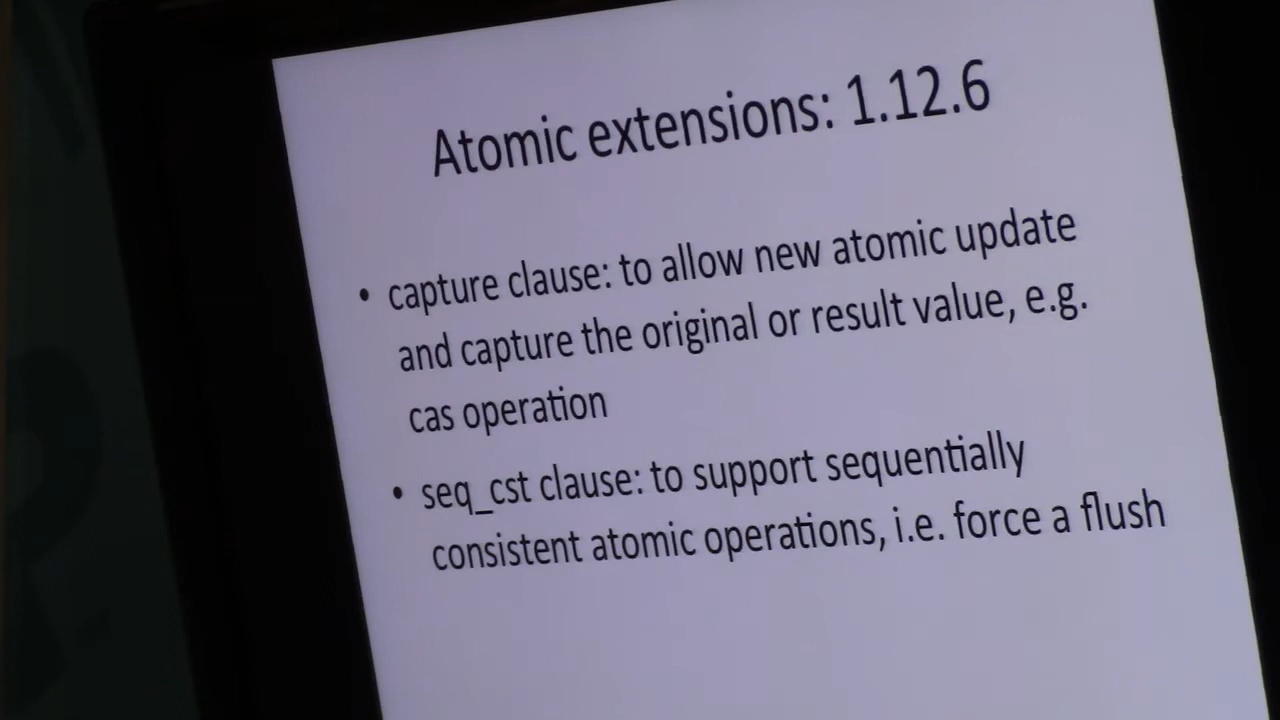 Atomic extensions: 1.12.6
• capture clause: to allow new atomic update
and capture the original or result value, e.g.
cas operation
• seq_cst clause: to support sequentially
consistent atomic operations, i.e. force a flush